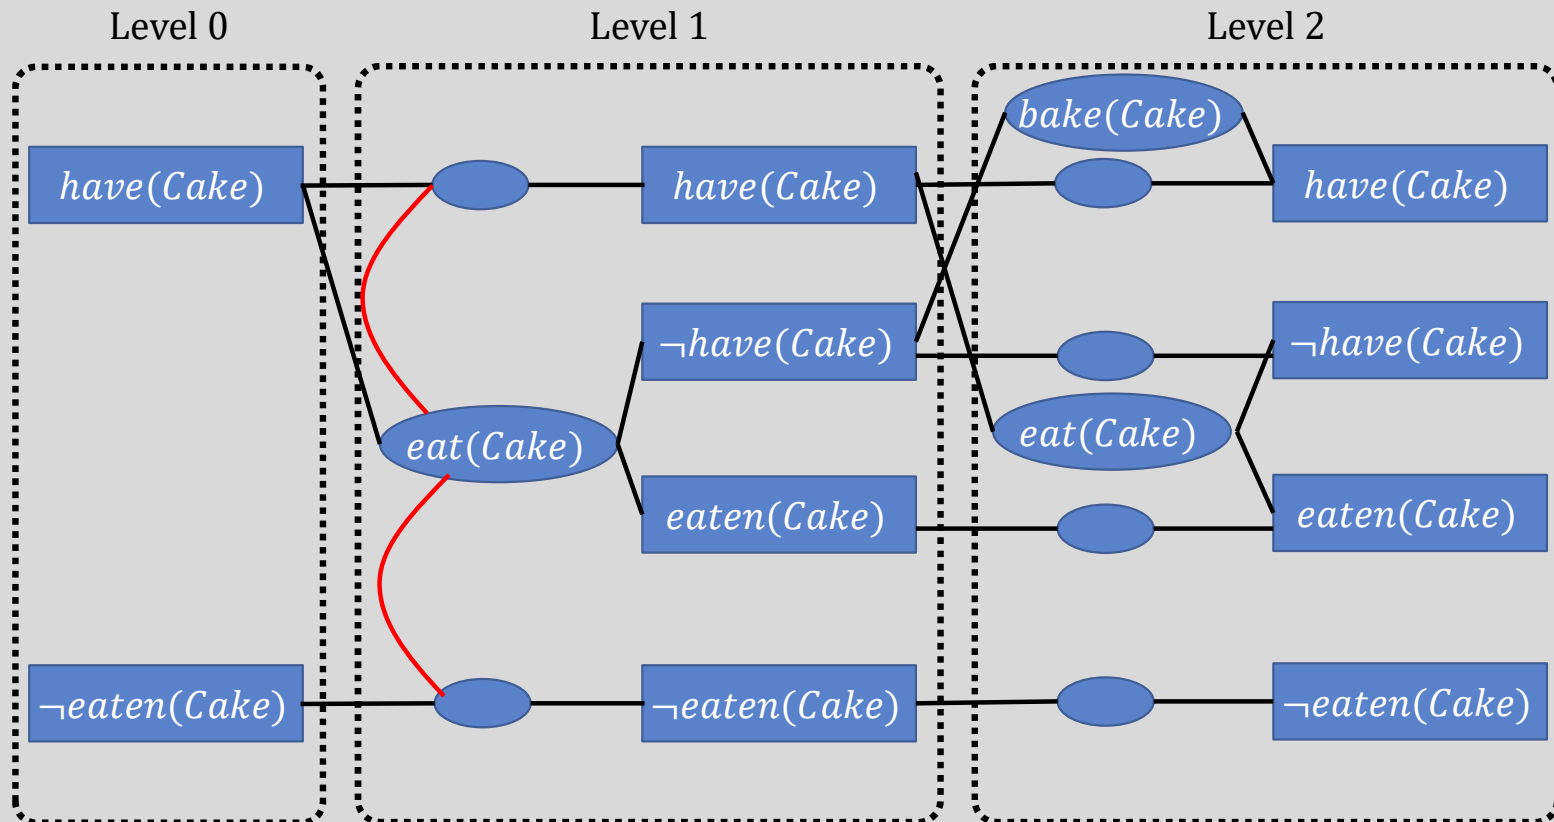 Level 0
Level 1
Level 2
bake(Cake)
have(Cake)
have(Cake)
have(Cake)
¬have(Cake)
¬have(Cake)
eat(Cake)
eat(Cake)
eaten(Cake)
eaten(Cake)
¬eaten(Cake)
¬eaten(Cake)
¬eaten(Cake)